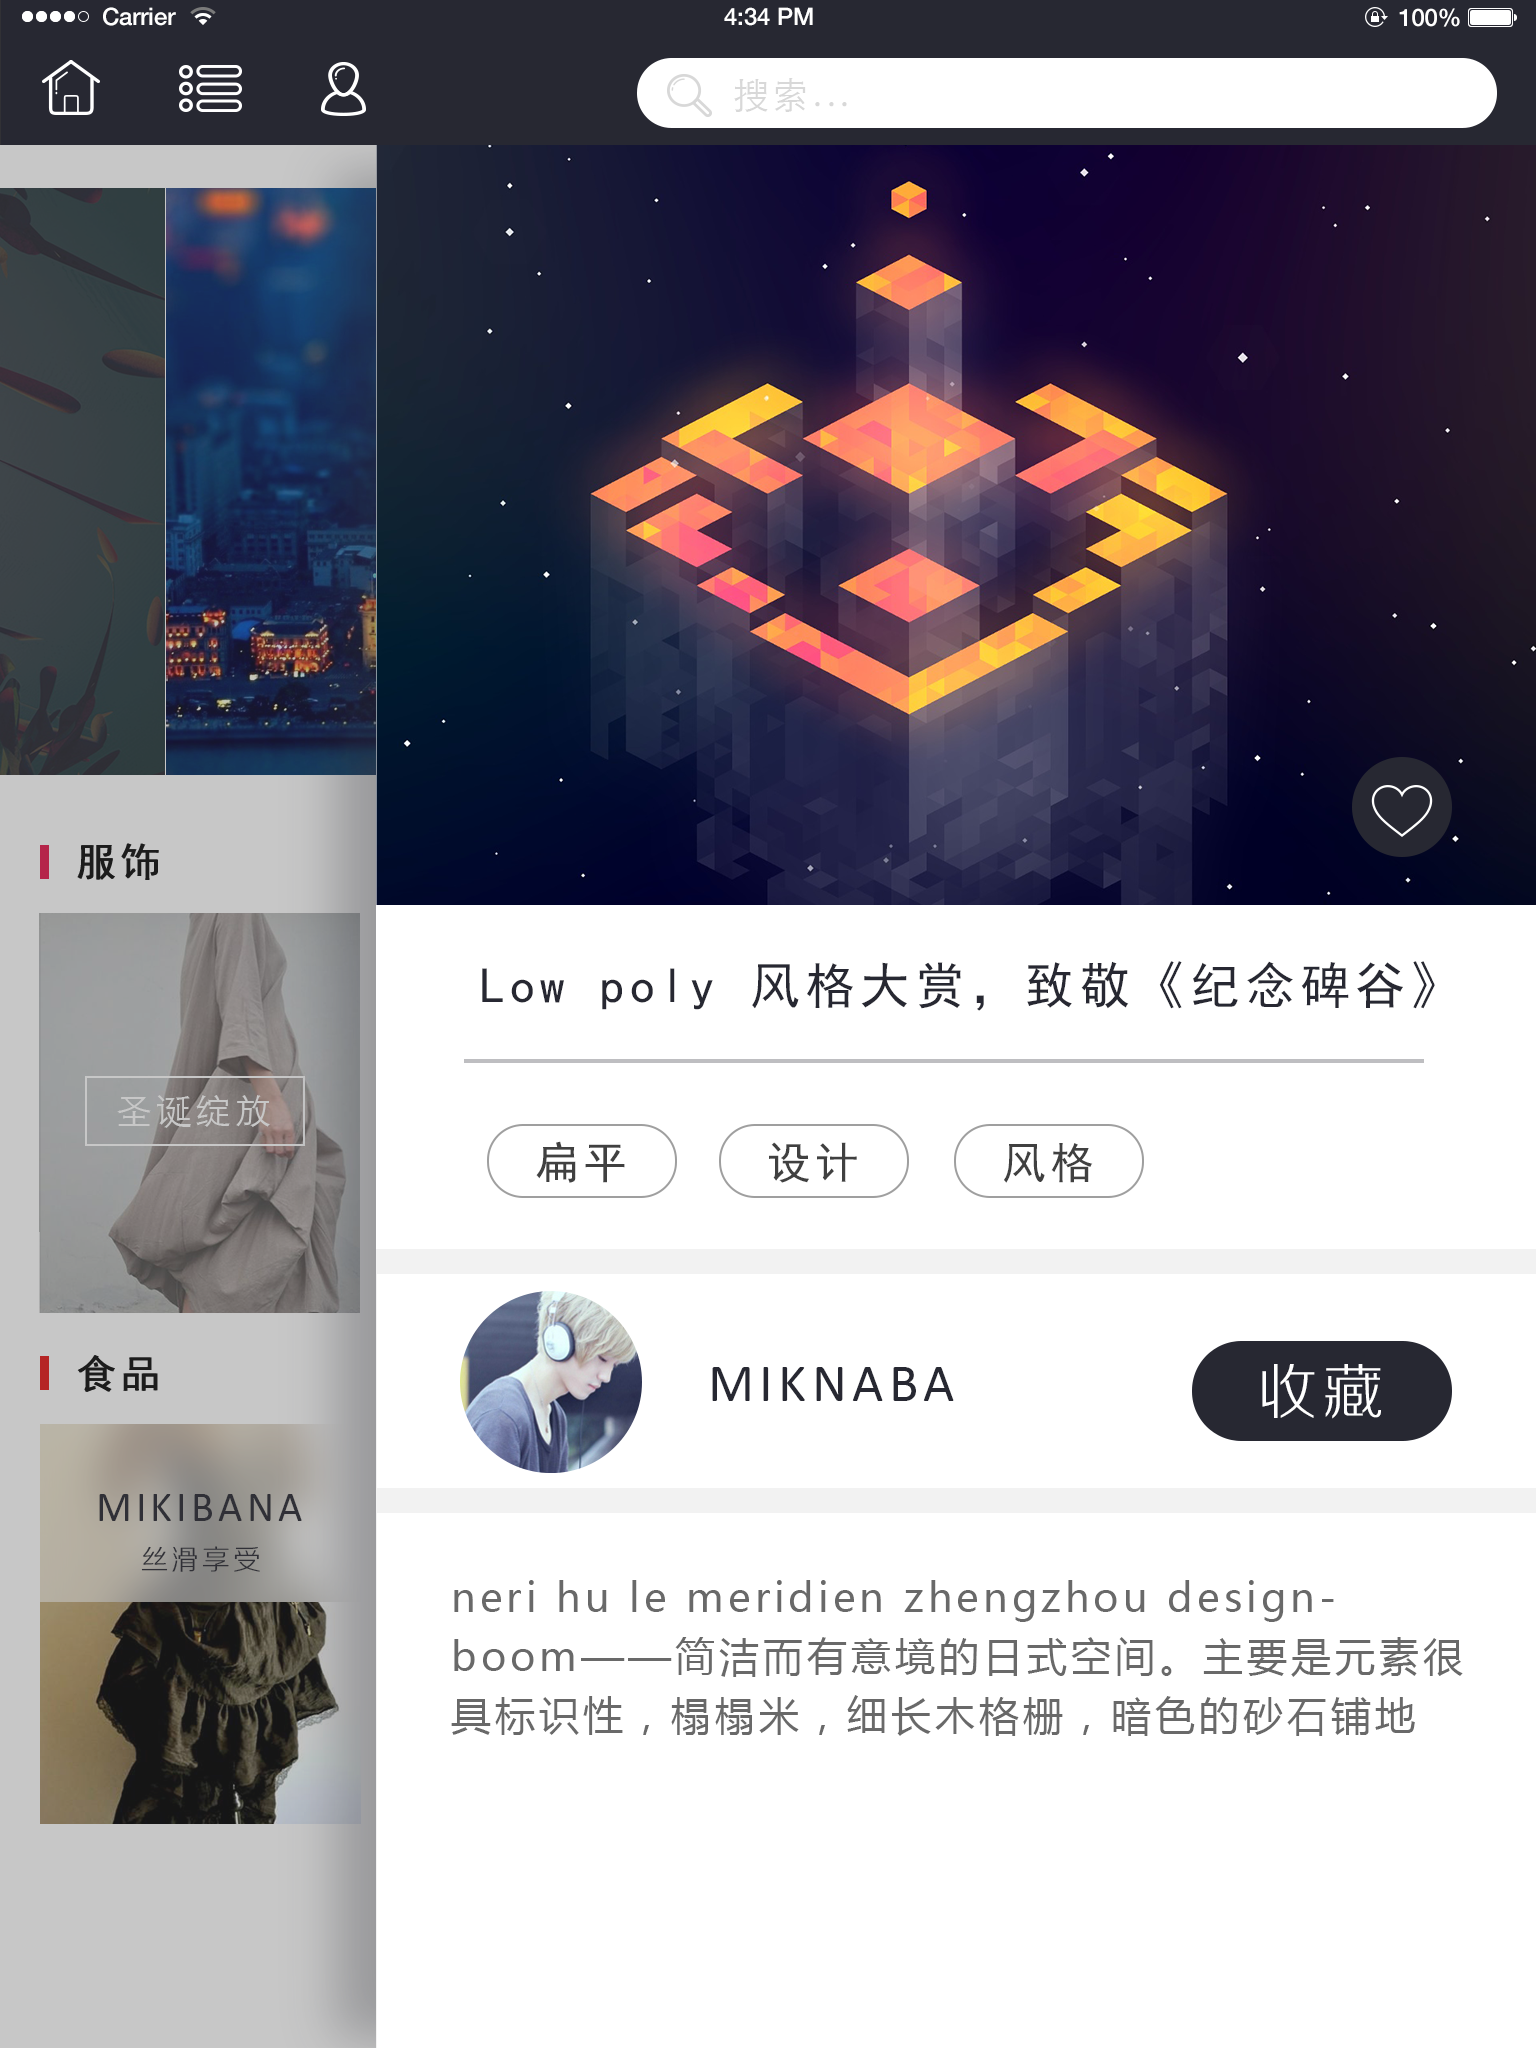 Carrier
4:34 PM
100%
搜索...
服饰
圣诞绽放
食品
MIKIBANA
丝滑享受
Low poly 风格大赏，致敬《纪念碑谷》
扁平
设计
风格
MIKNABA
收藏
neri hu le meridien zhengzhou design-
boom——简洁而有意境的日式空间。主要是元素很
具标识性，榻榻米，细长木格栅，暗色的砂石铺地